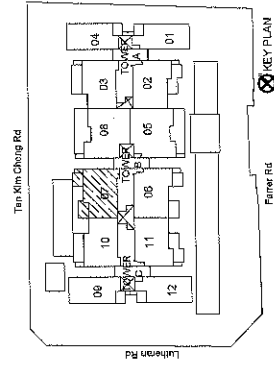 Tan Kim Chong Rd
04
01
TOWER
A
03
02
08
05
TOWER
B
07
06
10
11
TOWER
C
09
12
Lutheran Rd
Farrer Rd
KEY PLAN